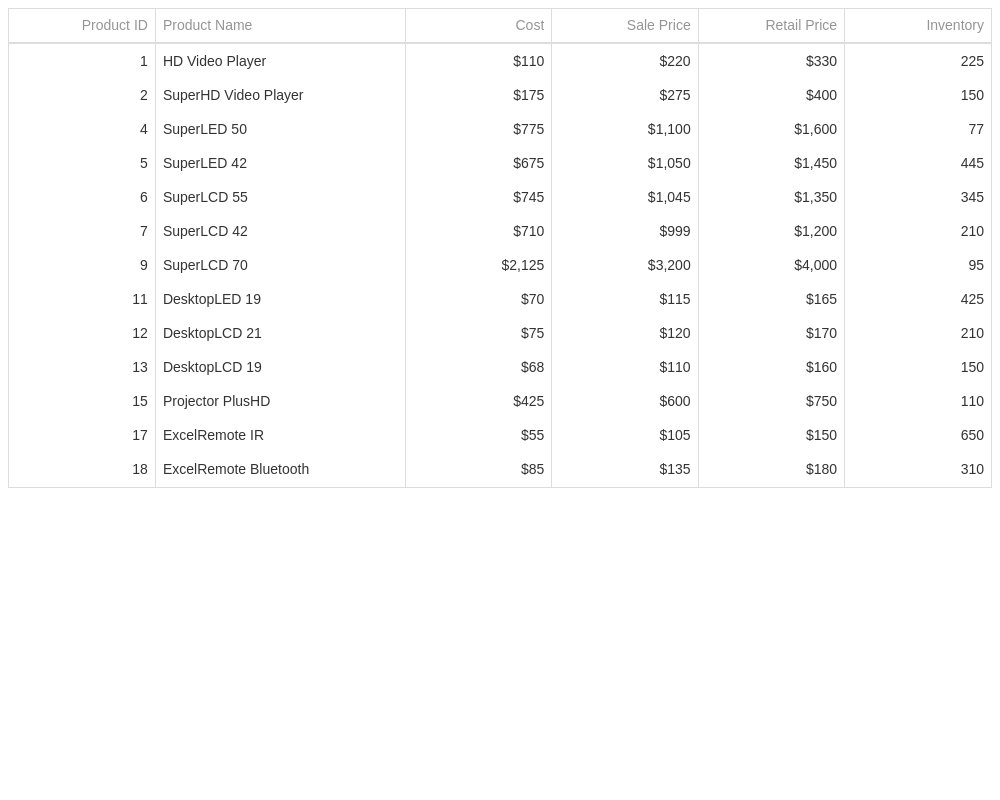 Product ID Product Name Cost Sale Price Retail Price Inventory
1 HD Video Player $110 $220 $330 225
2 SuperHD Video Player $175 $275 $400 150
4 SuperLED 50 $775 $1,100 $1,600 77
5 SuperLED 42 $675 $1,050 $1,450 445
6 SuperLCD 55 $745 $1,045 $1,350 345
7 SuperLCD 42 $710 $999 $1,200 210
9 SuperLCD 70 $2,125 $3,200 $4,000 95
11 DesktopLED 19 $70 $115 $165 425
12 DesktopLCD 21 $75 $120 $170 210
13 DesktopLCD 19 $68 $110 $160 150
15 Projector PlusHD $425 $600 $750 110
17 ExcelRemote IR $55 $105 $150 650
18 ExcelRemote Bluetooth $85 $135 $180 310